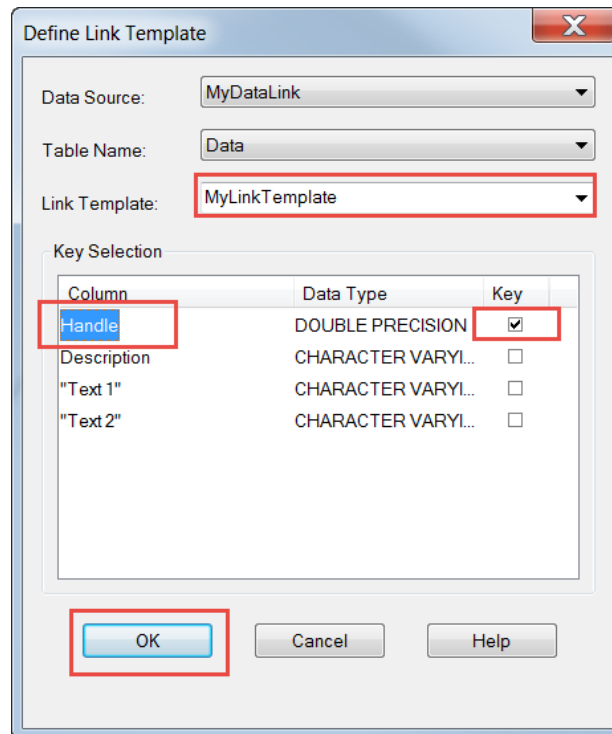 Define Link Template
Data Source: MyDataLink
Table Name: Data
Link Template: MyLinkTemplate
Key Selection
Column Data Type Key
Handle DOUBLE PRECISION
Description CHARACTER VARYI...
"Text 1" CHARACTER VARYI...
"Text 2" CHARACTER VARYI...
OK Cancel Help